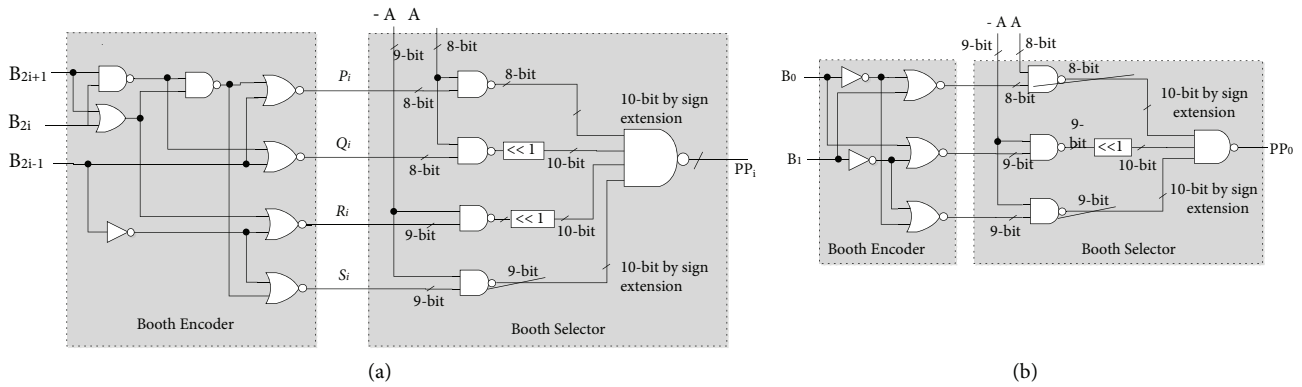 - A A
9-bit
8-bit
B2i+1
B2i
B2i-1
Pi
Qi
Ri
Si
8-bit
8-bit
8-bit
<< 1
10-bit
9-bit
<< 1
10-bit
9-bit
9-bit
10-bit by sign
extension
10-bit by sign
extension
PPi
Booth Encoder
Booth Selector
(a)
- A A
9-bit
8-bit
B0
B1
8-bit
8-bit
9-
bit
<<1
10-bit
9-bit
9-bit
9-bit
10-bit by sign
extension
10-bit by sign
extension
PP0
Booth Encoder
Booth Selector
(b)